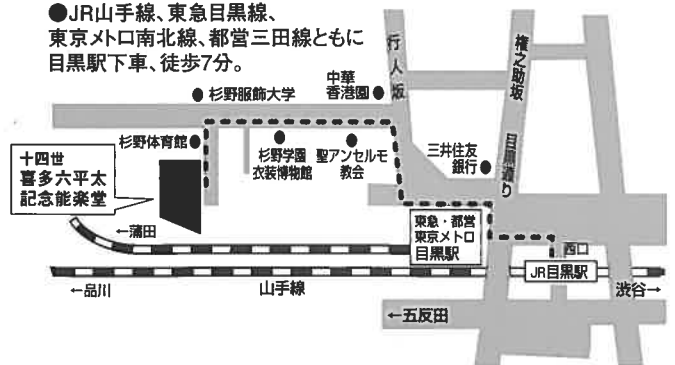 ●JR山手線、東急目黒線、
東京メトロ南北線、都営三田線ともに
目黒駅下車、徒歩7分。
行人坂
権之助坂
目黒通り
杉野服飾大学
中華
香港園
杉野体育館
杉野学園
衣装博物館
聖アンセルモ
教会
三井住友
銀行
十四世
喜多六平太
記念能楽堂
←蒲田
東急・都営
東京メトロ
目黒駅
西口
JR目黒駅
←品川
山手線
渋谷→
←五反田